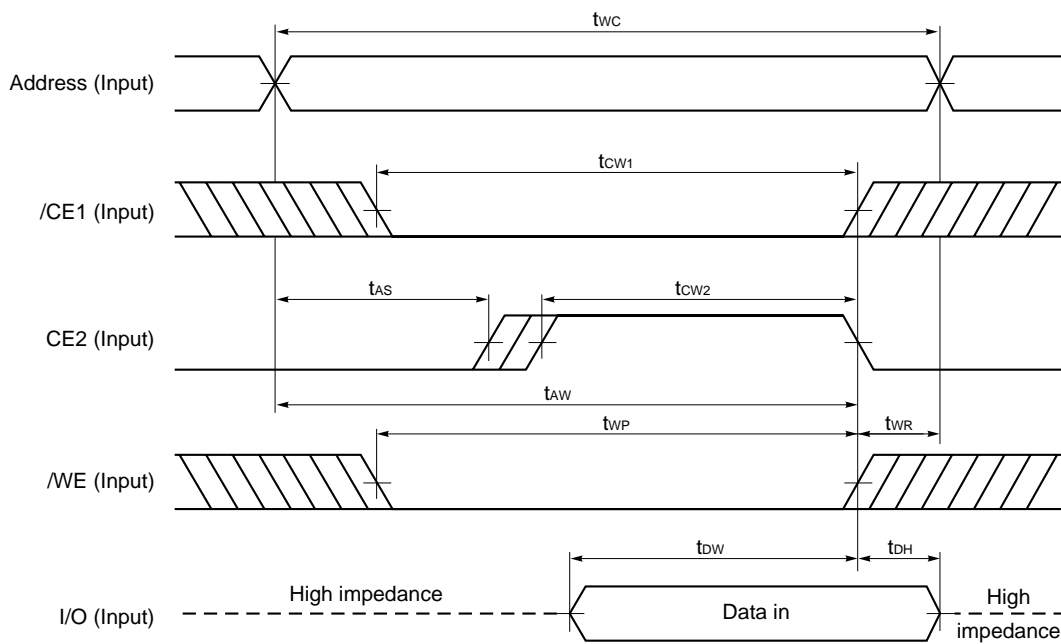 tWC
Address (Input)
tCW1
/CE1 (Input)
tAS
tCW2
CE2 (Input)
tAW
tWP
tWR
/WE (Input)
tDW
tDH
High impedance
Data in
High
impedance
I/O (Input)